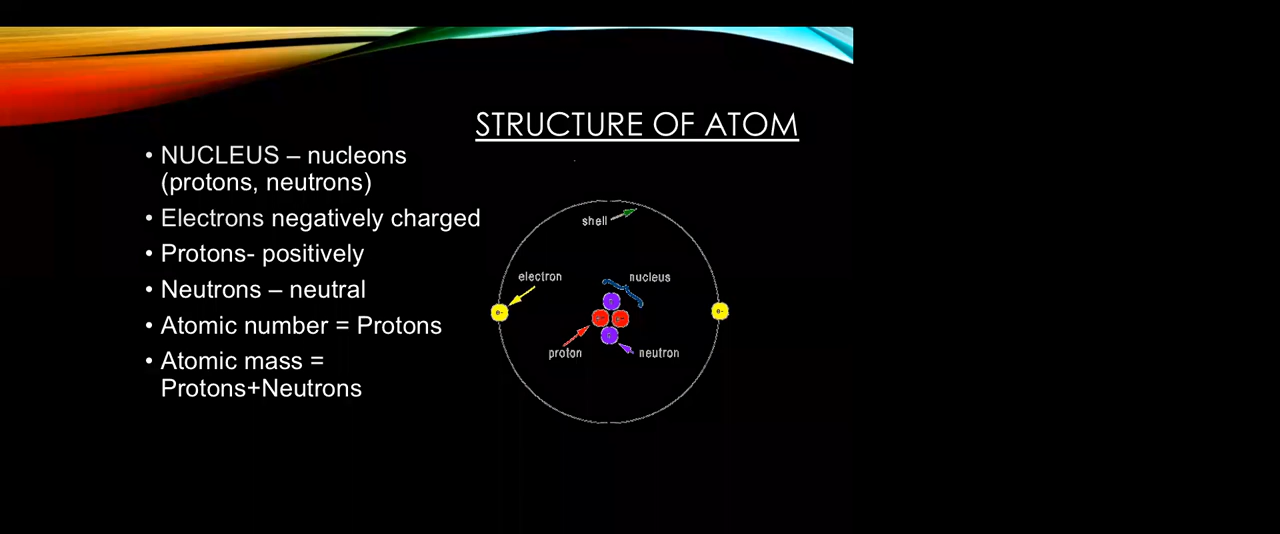 STRUCTURE OF ATOM
• NUCLEUS – nucleons
(protons, neutrons)
• Electrons negatively charged
• Protons- positively
• Neutrons – neutral
• Atomic number = Protons
• Atomic mass =
Protons+Neutrons
shell
electron
nucleus
e-
e-
proton
neutron